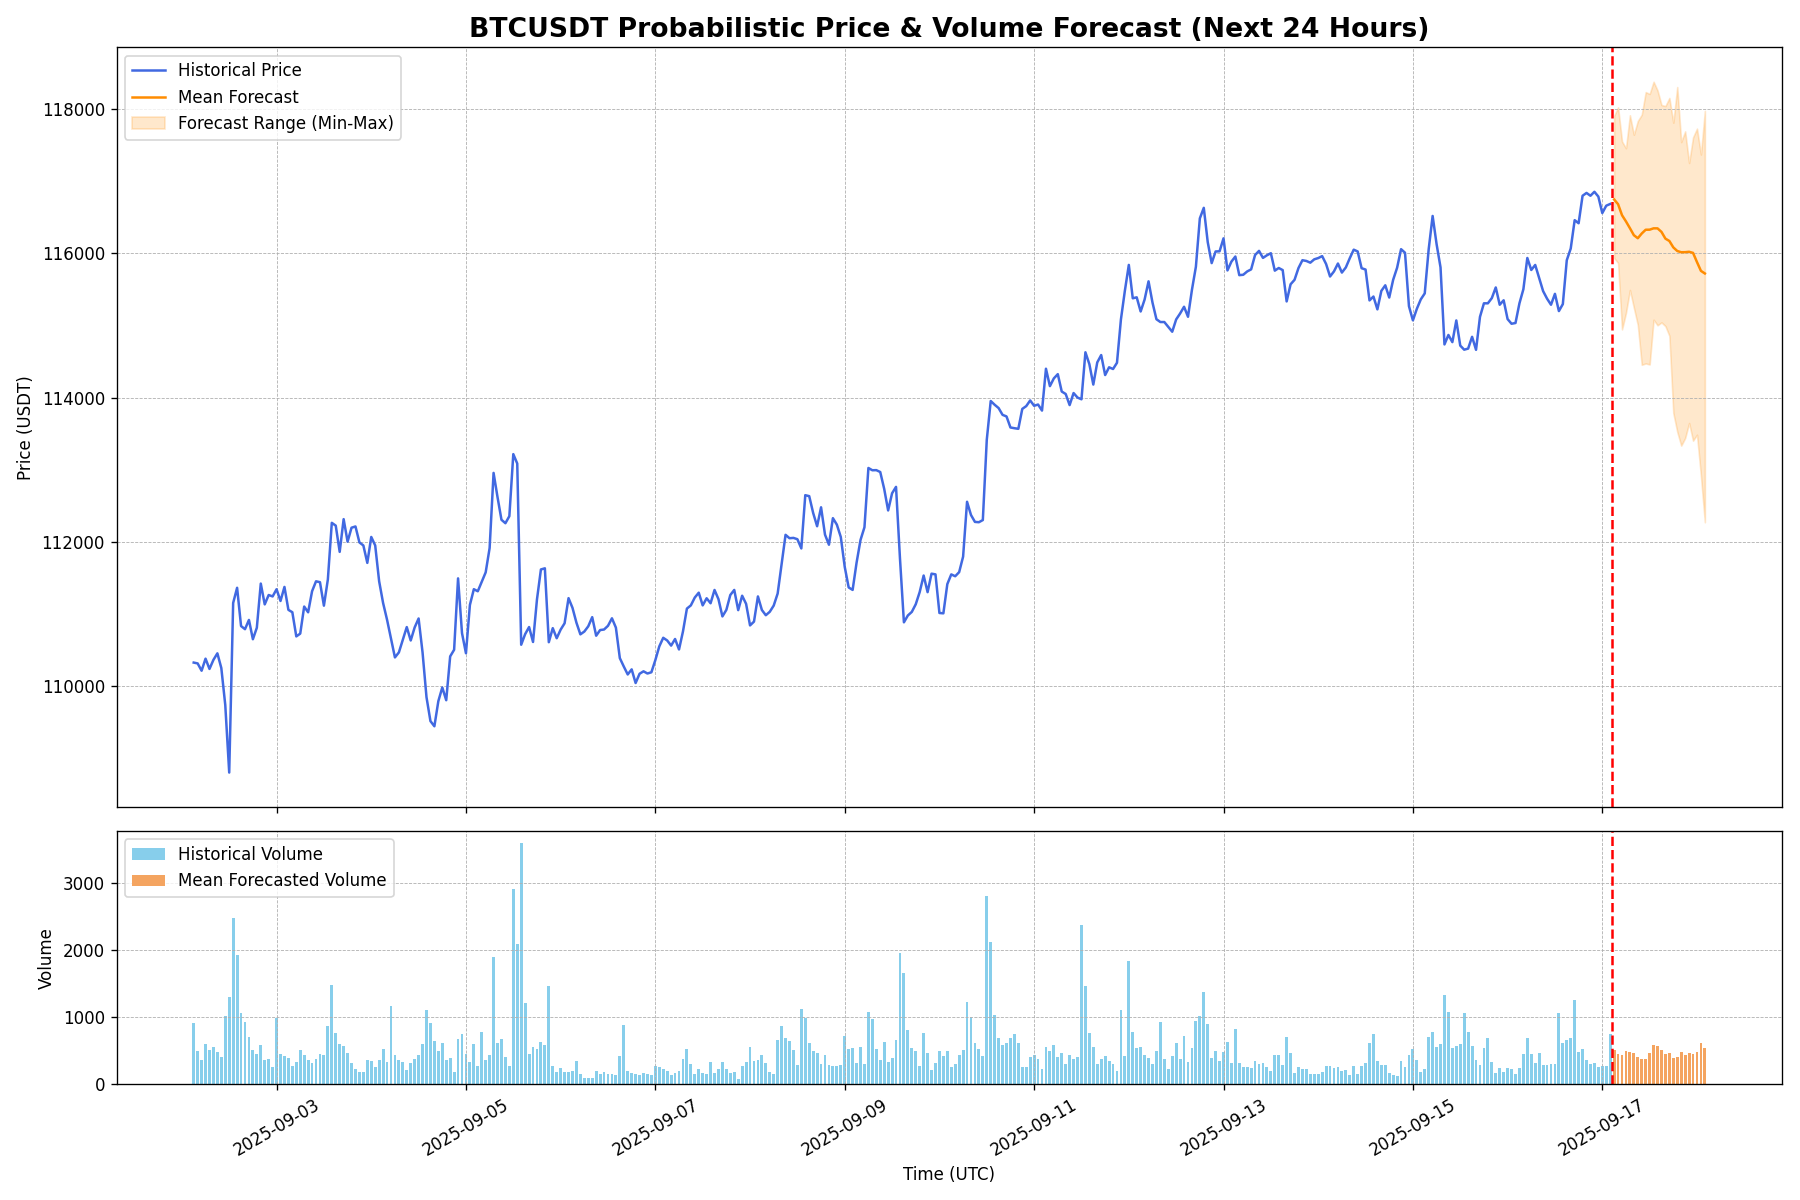 BTCUSDT Probabilistic Price & Volume Forecast (Next 24 Hours)
Historical Price
Mean Forecast
Forecast Range (Min-Max)
Price (USDT)
118000
116000
114000
112000
110000
Historical Volume
Mean Forecasted Volume
Volume
3000
2000
1000
0
2025-09-03
2025-09-05
2025-09-07
2025-09-09
2025-09-11
2025-09-13
2025-09-15
2025-09-17
Time (UTC)